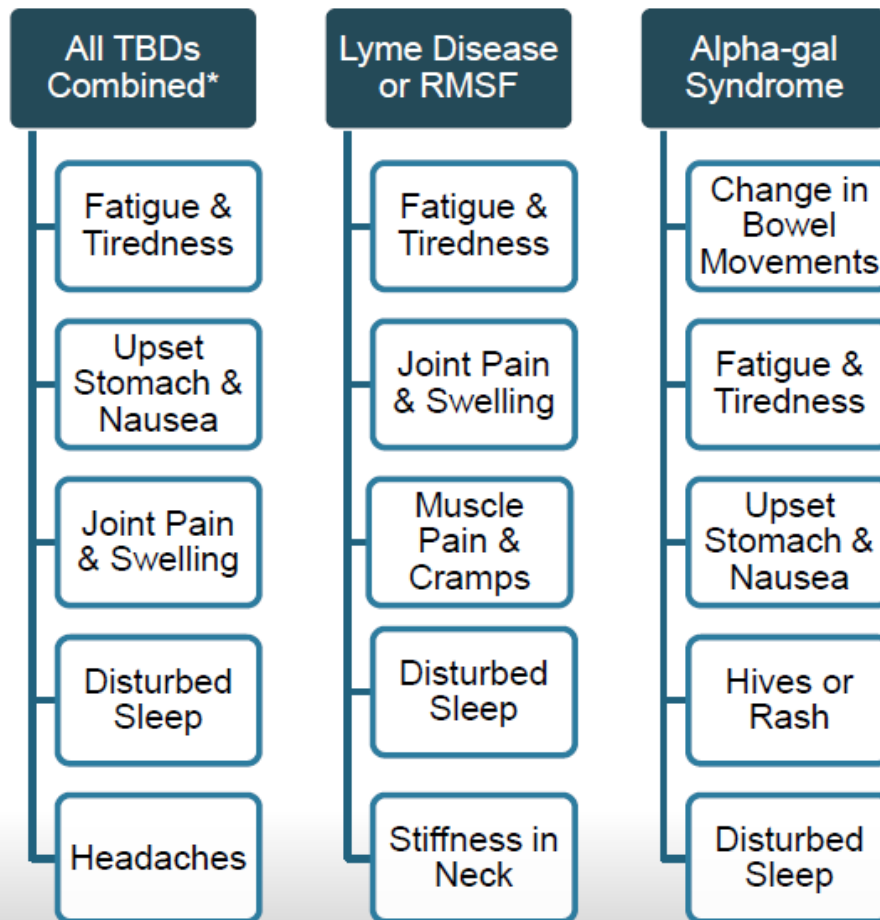 All TBDs
Combined*
Fatigue &
Tiredness
Upset
Stomach &
Nausea
Joint Pain
& Swelling
Disturbed
Sleep
Headaches
Lyme Disease
or RMSF
Fatigue &
Tiredness
Joint Pain
& Swelling
Muscle
Pain &
Cramps
Disturbed
Sleep
Stiffness in
Neck
Alpha-gal
Syndrome
Change in
Bowel
Movements
Fatigue &
Tiredness
Upset
Stomach &
Nausea
Hives or
Rash
Disturbed
Sleep